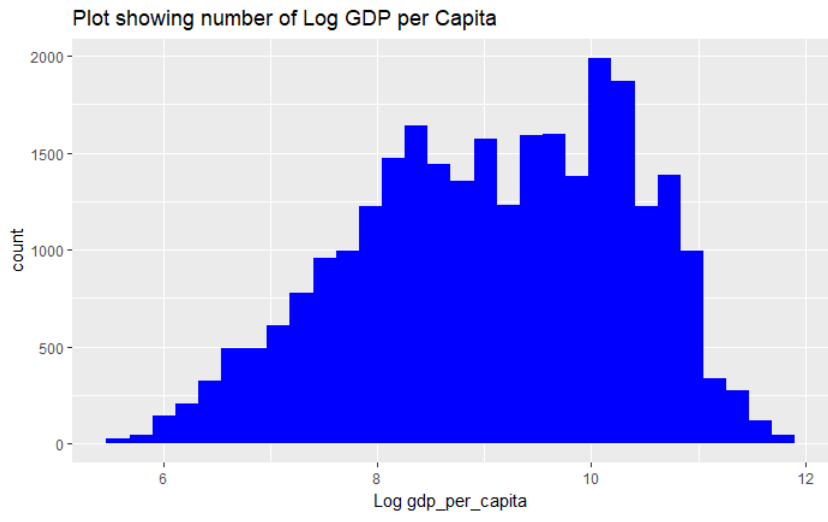 Plot showing number of Log GDP per Capita
2000
1500
1000
500
0
count
6 8 10 12
Log gdp_per_capita